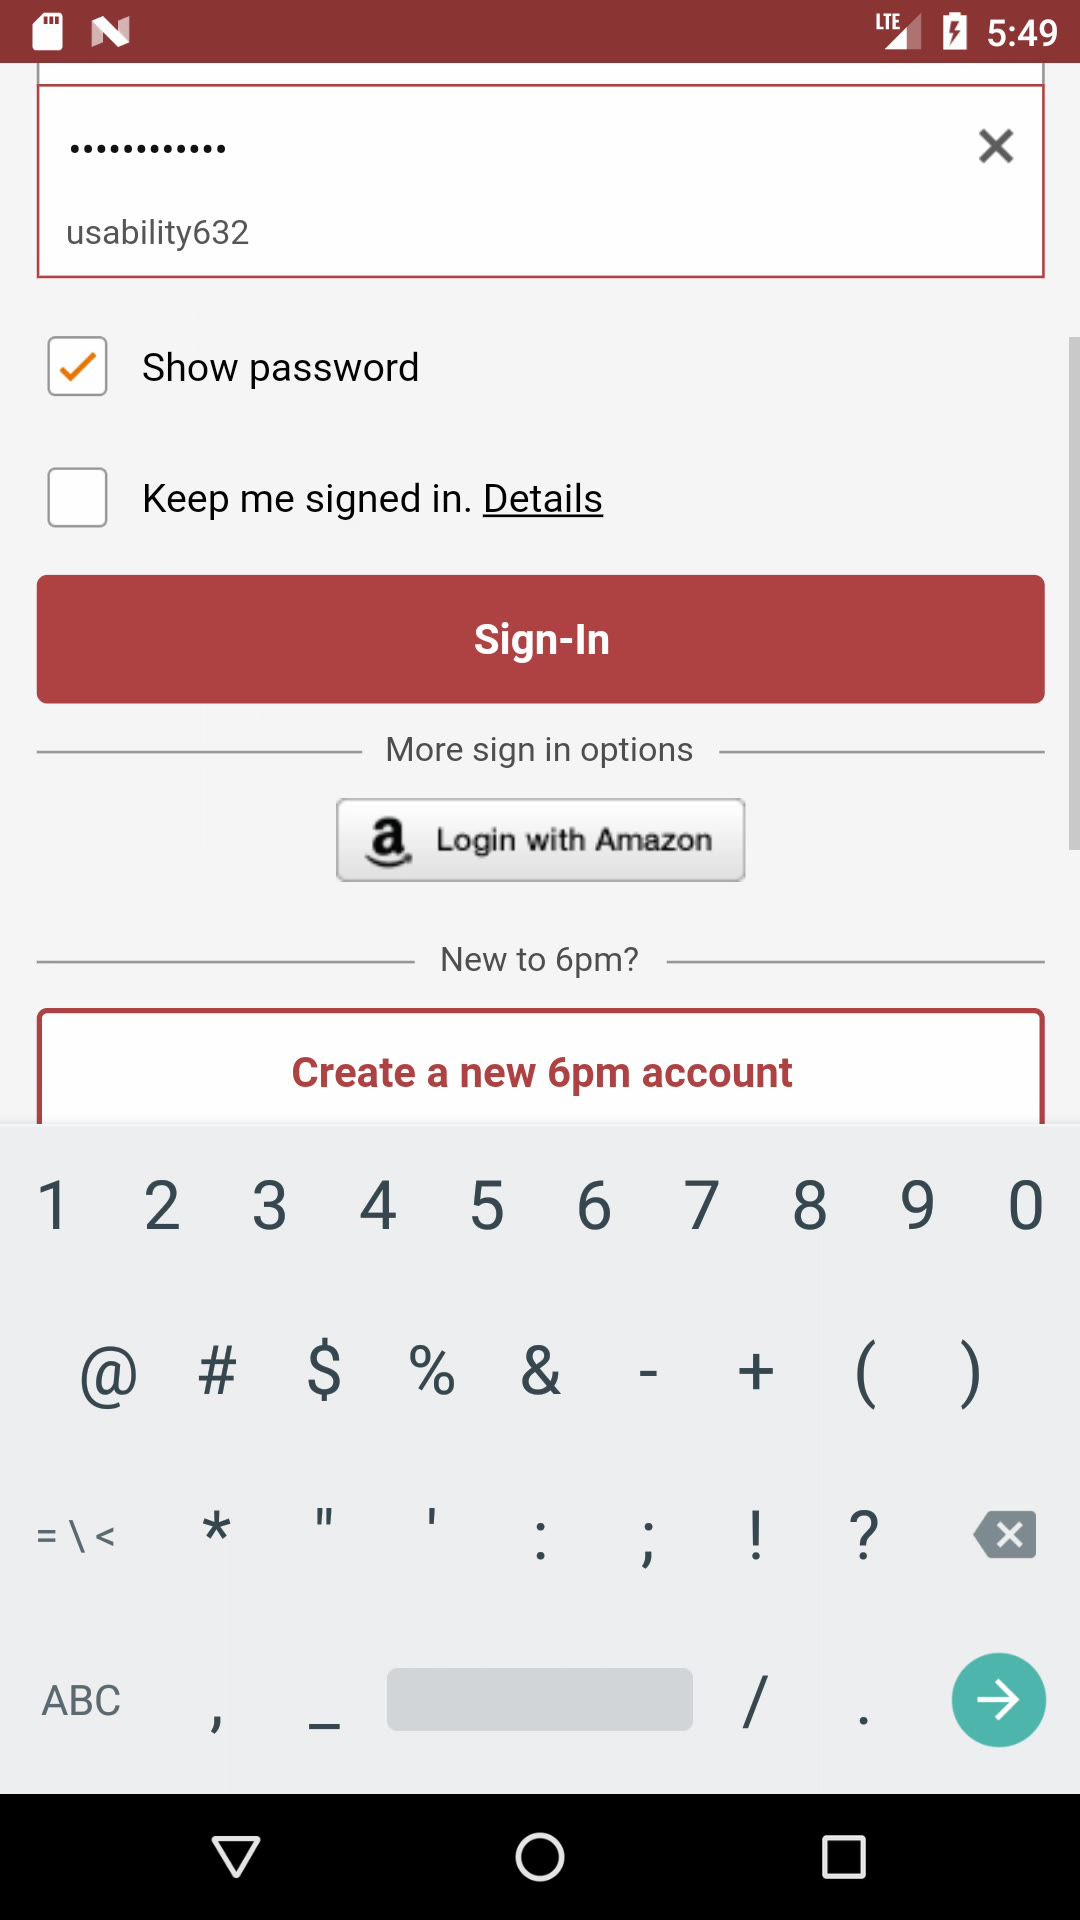 LTE 5:49
••••••••••••
usability632
Show password
Keep me signed in. Details
Sign-In
More sign in options
a Login with Amazon
New to 6pm?
Create a new 6pm account
1 2 3 4 5 6 7 8 9 0
@ # $ % & - + ( )
= \ < * " ' : ; ! ?
ABC , _ / .